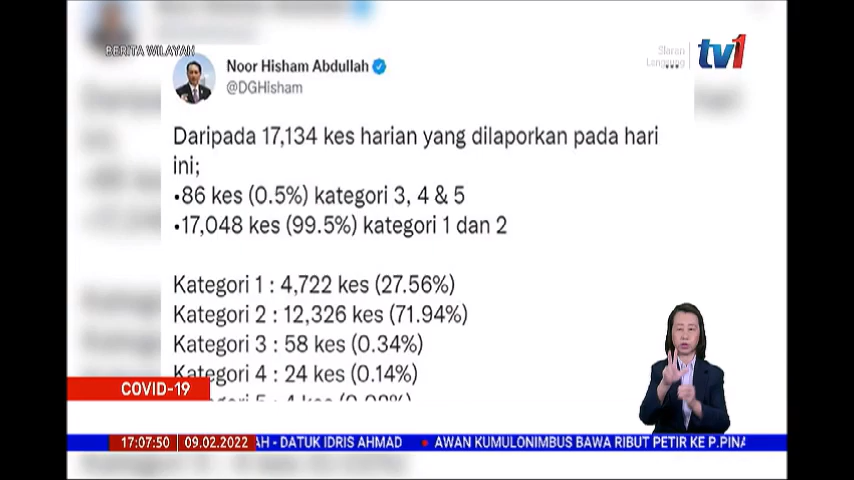 BERITA WILAYAH
Siaran
Langsung
tv1
Noor Hisham Abdullah
@DGHisham
Daripada 17,134 kes harian yang dilaporkan pada hari
ini;
•86 kes (0.5%) kategori 3, 4 & 5
•17,048 kes (99.5%) kategori 1 dan 2
Kategori 1 : 4,722 kes (27.56%)
Kategori 2 : 12,326 kes (71.94%)
Kategori 3 : 58 kes (0.34%)
Kategori 4 : 24 kes (0.14%)
COVID-19
17:07:50 09.02.2022 AH - DATUK IDRIS AHMAD • AWAN KUMULONIMBUS BAWA RIBUT PETIR KE P.PINA